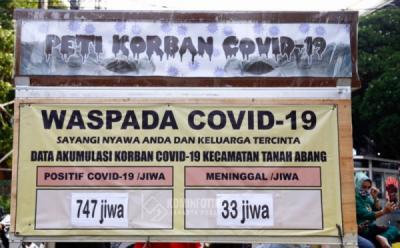 PETI KORBAN COVID-19
WASPADA COVID-19
SAYANGI NYAWA ANDA DAN KELUARGA TERCINTA
DATA AKUMULASI KORBAN COVID-19 KECAMATAN TANAH ABANG
POSITIF COVID-19 /JIWA
MENINGGAL /JIWA
747 jiwa
33 jiwa